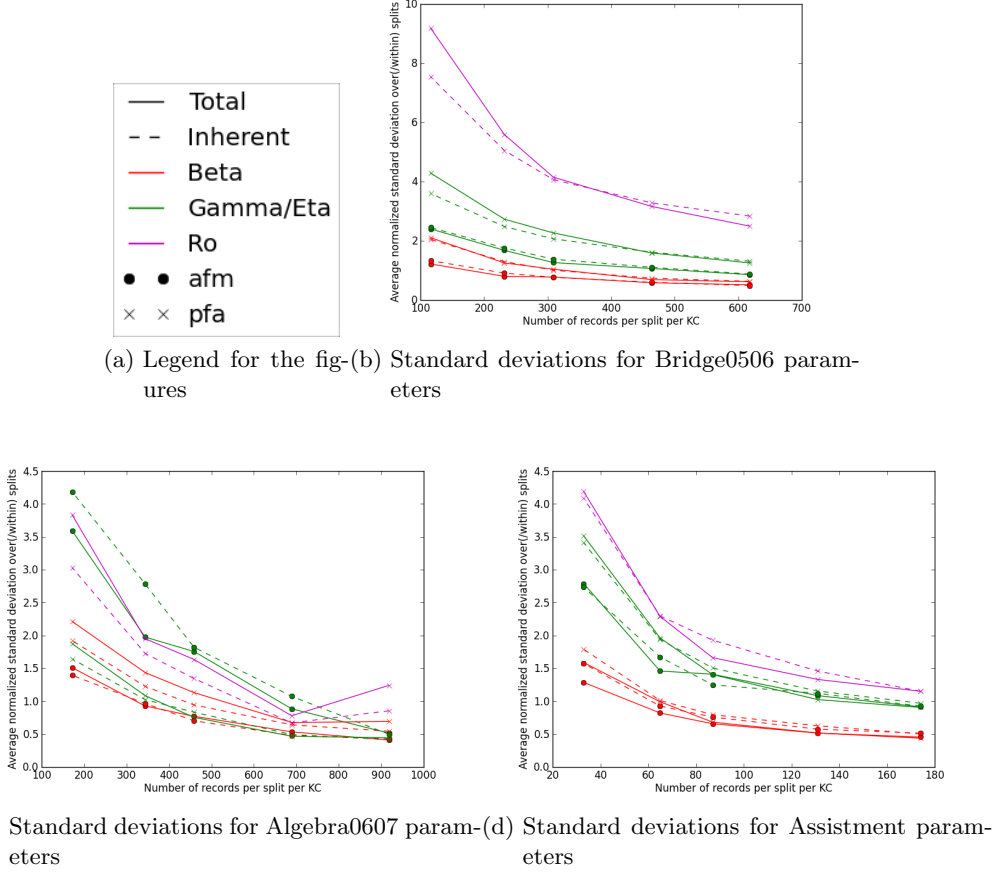 Total
Inherent
Beta
Gamma/Eta
Ro
afm
pfa
(a) Legend for the fig-
ures
Average normalized standard deviation over(/within) splits
10
8
6
4
2
0
100 200 300 400 500 600 700
Number of records per split per KC
(b) Standard deviations for Bridge0506 param-
eters
Average normalized standard deviation over(/within) splits
4.5
4.0
3.5
3.0
2.5
2.0
1.5
1.0
0.5
0.0
100 200 300 400 500 600 700 800 900 1000
Number of records per split per KC
Standard deviations for Algebra0607 param-
eters
Average normalized standard deviation over(/within) splits
4.5
4.0
3.5
3.0
2.5
2.0
1.5
1.0
0.5
0.0
20 40 60 80 100 120 140 160 180
Number of records per split per KC
(d) Standard deviations for Assistment param-
eters